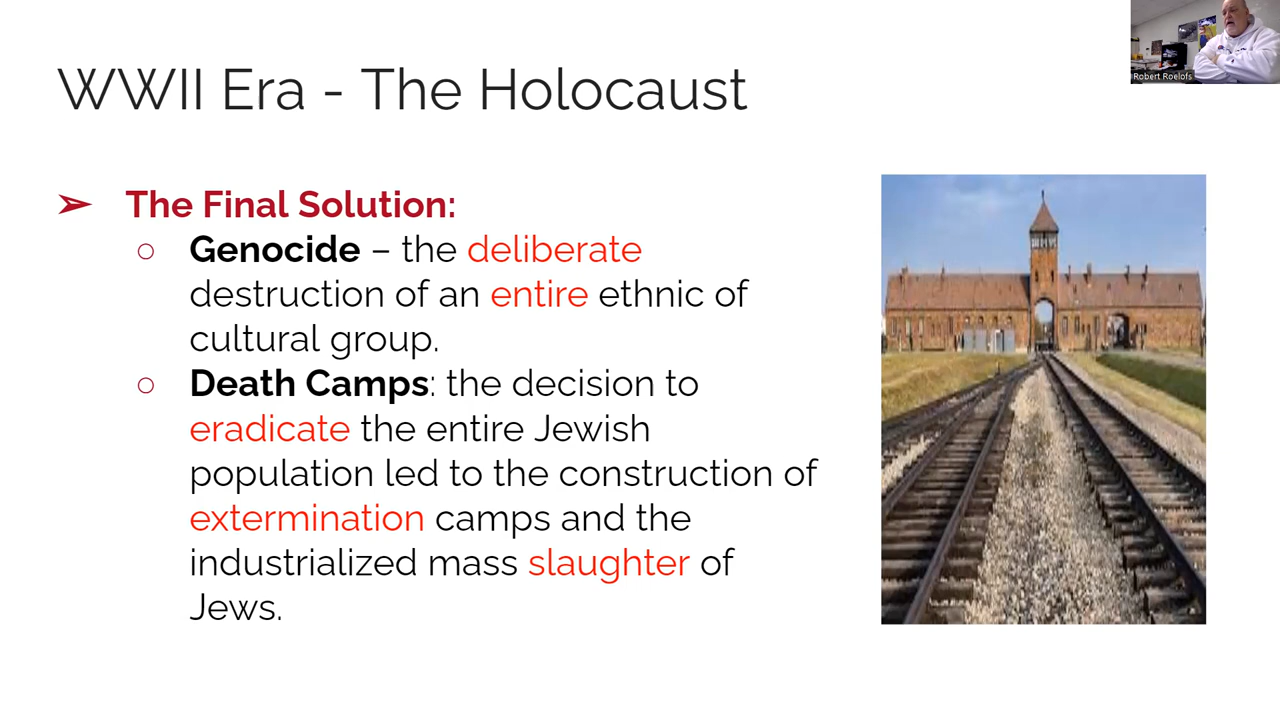 WWII Era - The Holocaust
Robert Roelofs
➢ The Final Solution:
○ Genocide – the deliberate
destruction of an entire ethnic of
cultural group.
○ Death Camps: the decision to
eradicate the entire Jewish
population led to the construction of
extermination camps and the
industrialized mass slaughter of
Jews.